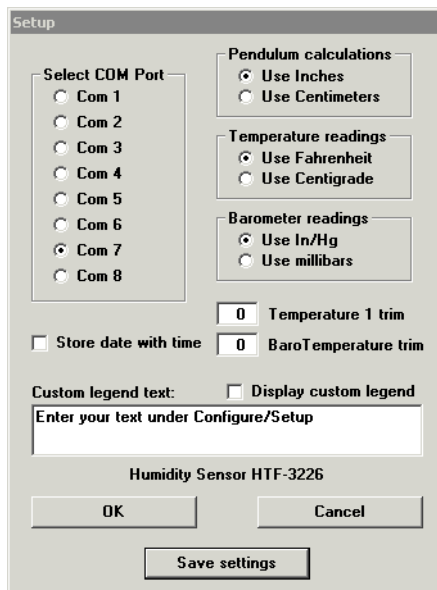 Setup
Select COM Port
Com 1
Com 2
Com 3
Com 4
Com 5
Com 6
Com 7
Com 8
Pendulum calculations
Use Inches
Use Centimeters
Temperature readings
Use Fahrenheit
Use Centigrade
Barometer readings
Use In/Hg
Use millibars
0 Temperature 1 trim
Store date with time
0 BaroTemperature trim
Custom legend text:
Display custom legend
Enter your text under Configure/Setup
Humidity Sensor HTF-3226
OK
Cancel
Save settings